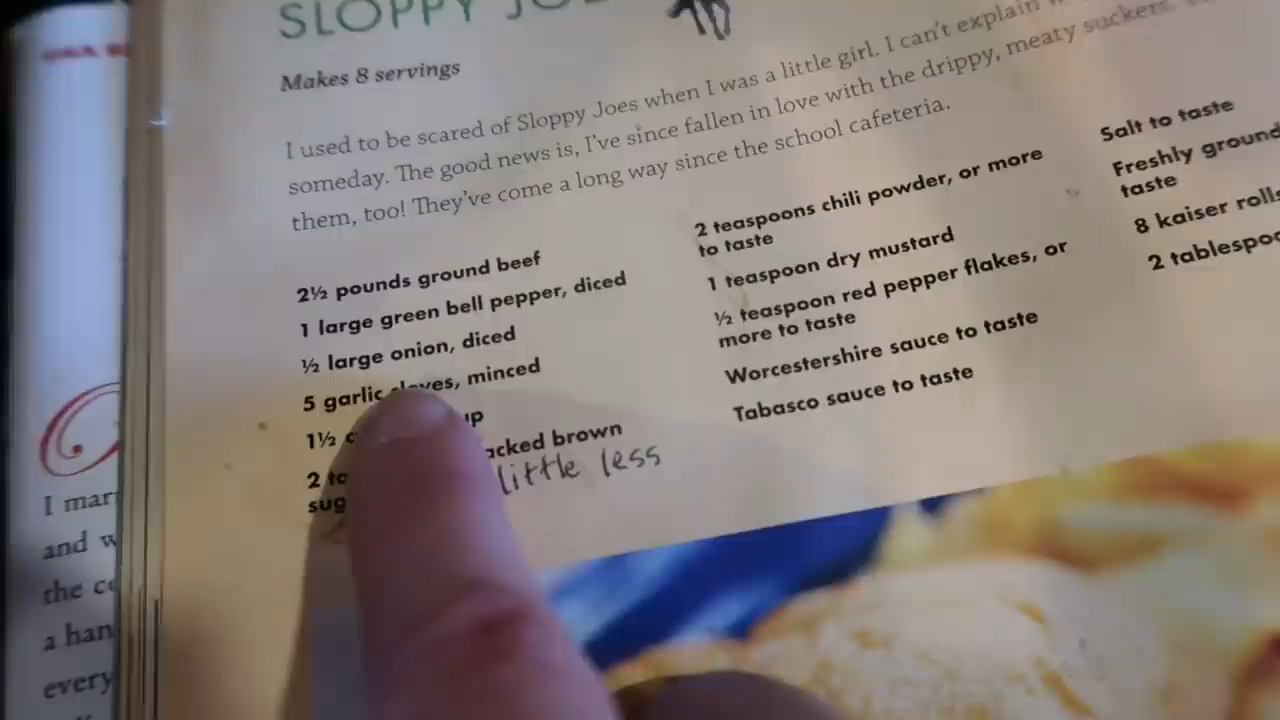 SLOPPY JOE
Makes 8 servings
I used to be scared of Sloppy Joes when I was a little girl. I can't explain
someday. The good news is, I've since fallen in love with the drippy, meaty suckers.
them, too! They've come a long way since the school cafeteria.
2½ pounds ground beef
1 large green bell pepper, diced
½ large onion, diced
5 garlic cloves, minced
1½ c up
2 ta acked brown
sug little less
2 teaspoons chili powder, or more
to taste
1 teaspoon dry mustard
½ teaspoon red pepper flakes, or
more to taste
Worcestershire sauce to taste
Tabasco sauce to taste
Salt to taste
Freshly ground
taste
8 kaiser rolls
2 tablespoo
I mar
and w
the co
a han
every